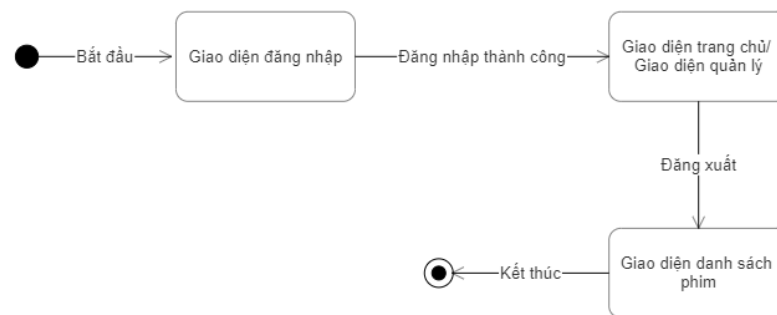 Bắt đầu
Giao diện đăng nhập
Đăng nhập thành công
Giao diện trang chủ/
Giao diện quản lý
Đăng xuất
Giao diện danh sách
phim
Kết thúc